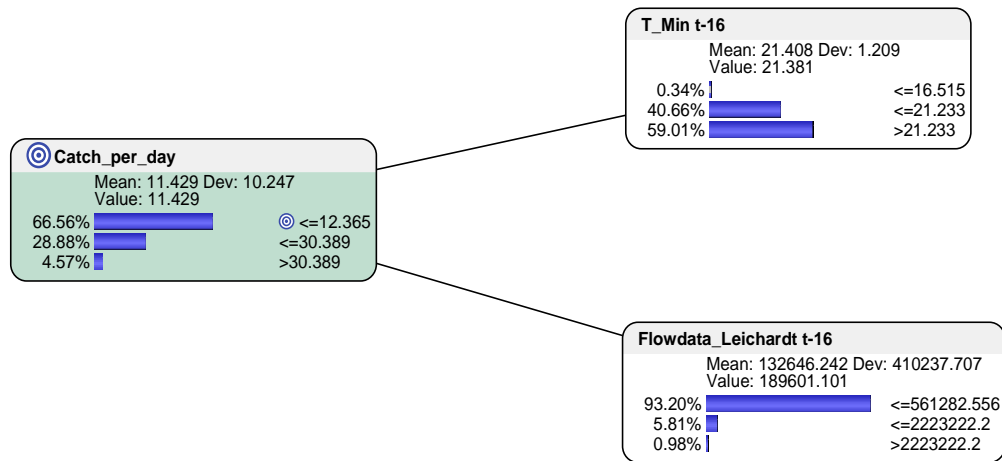 T_Min t-16
Mean: 21.408 Dev: 1.209
Value: 21.381
0.34% <=16.515
40.66% <=21.233
59.01% >21.233
Catch_per_day
Mean: 11.429 Dev: 10.247
Value: 11.429
66.56% <=12.365
28.88% <=30.389
4.57% >30.389
Flowdata_Leichardt t-16
Mean: 132646.242 Dev: 410237.707
Value: 189601.101
93.20% <=561282.556
5.81% <=2223222.2
0.98% >2223222.2